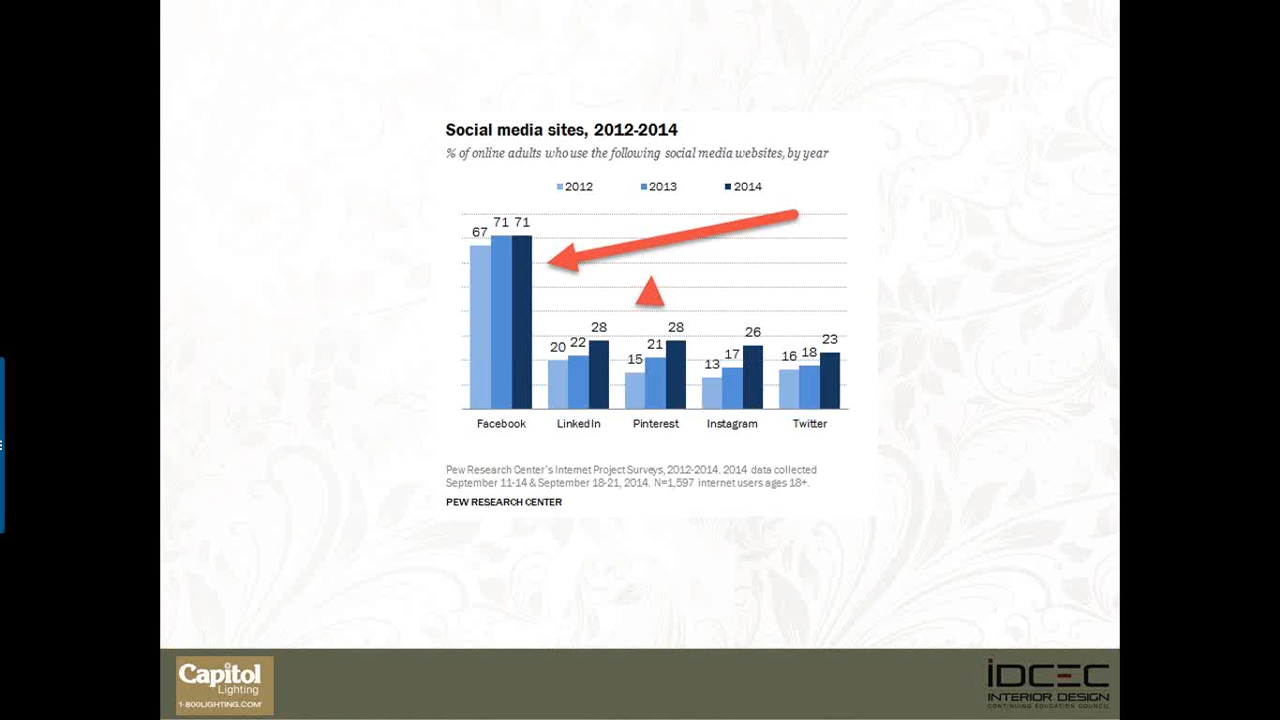 Social media sites, 2012-2014
% of online adults who use the following social media websites, by year
2012 2013 2014
67 71 71
20 22 28
15 21 28
13 17 26
16 18 23
Facebook LinkedIn Pinterest Instagram Twitter
Pew Research Center's Internet Project Surveys, 2012-2014. 2014 data collected
September 11-14 & September 18-21, 2014. N=1,597 internet users ages 18+.
PEW RESEARCH CENTER
Capitol
Lighting
1-800LIGHTING.COM
IDCEC
INTERIOR DESIGN
CONTINUING EDUCATION COUNCIL